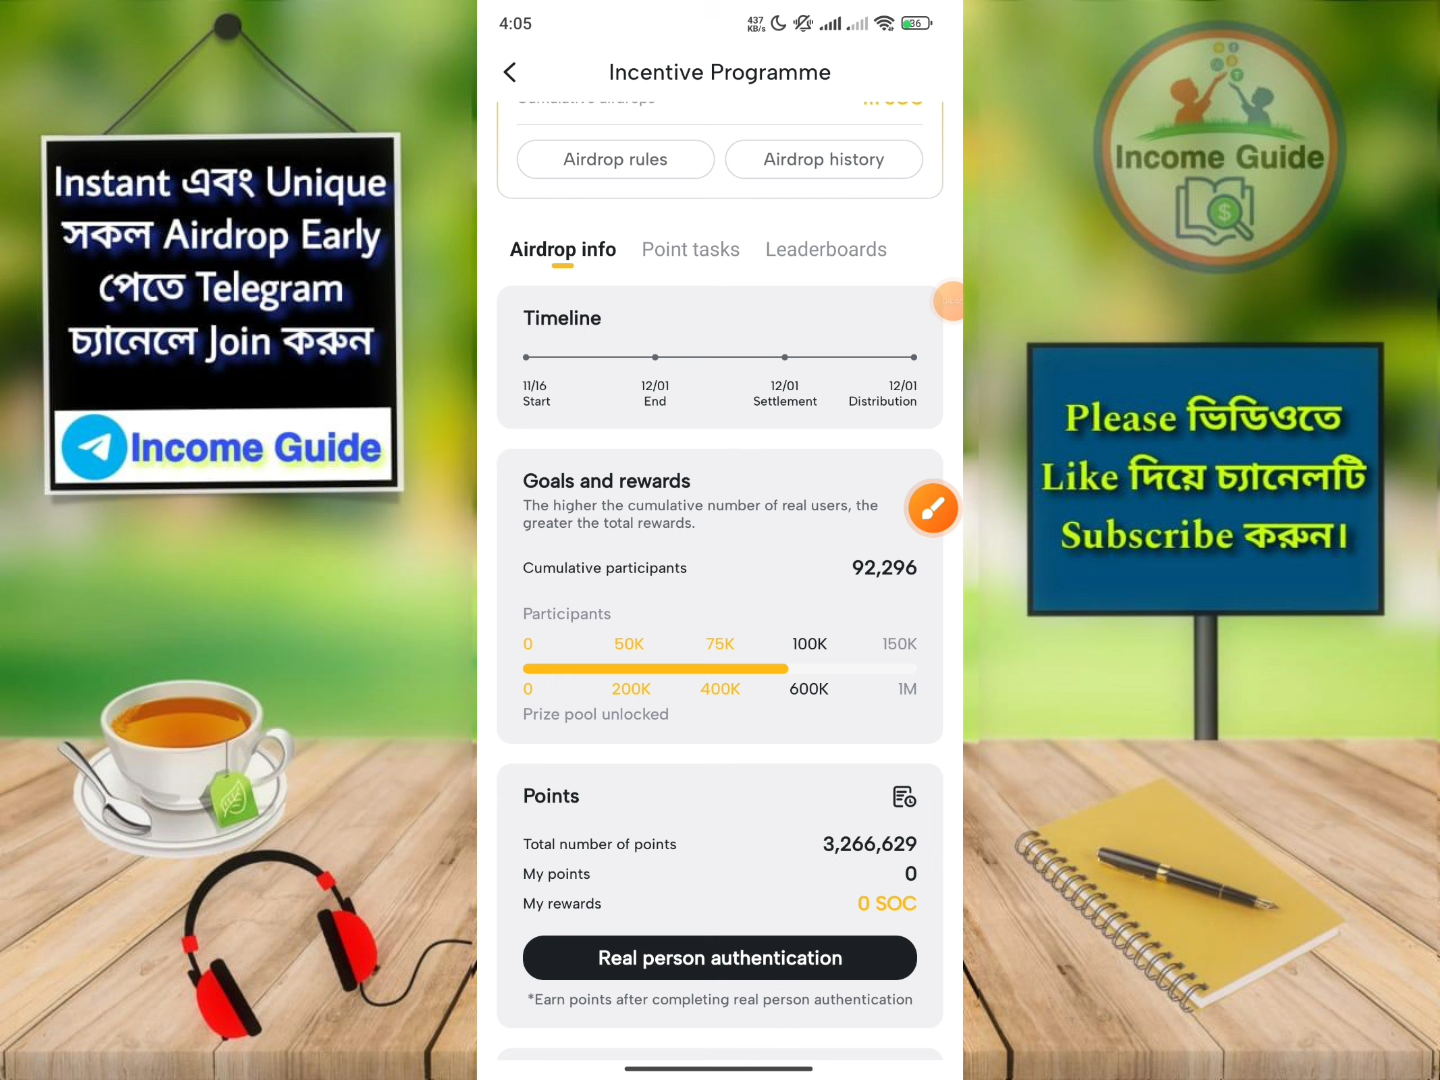 Instant এবং Unique
সকল Airdrop Early
পেতে Telegram
চ্যানেলে Join করুন
Income Guide
4:05
437
KB/s
36
Incentive Programme
Airdrop rules
Airdrop history
Airdrop info
Point tasks
Leaderboards
Timeline
11/16
Start
12/01
End
12/01
Settlement
12/01
Distribution
Goals and rewards
The higher the cumulative number of real users, the
greater the total rewards.
Cumulative participants 92,296
Participants
0 50K 75K 100K 150K
0 200K 400K 600K 1M
Prize pool unlocked
Points
Total number of points 3,266,629
My points 0
My rewards 0 SOC
Real person authentication
*Earn points after completing real person authentication
Income Guide
Please ভিডিওতে
Like দিয়ে চ্যানেলটি
Subscribe করুন।